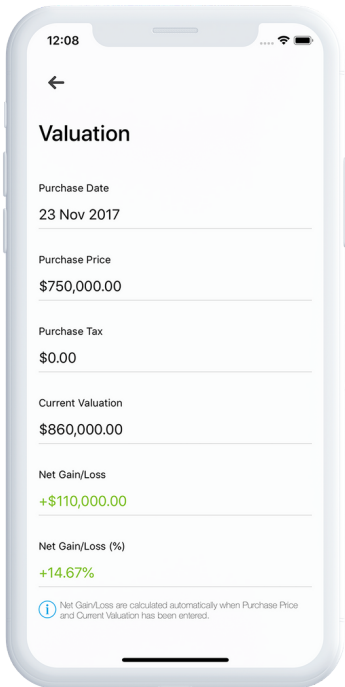 12:08
Valuation
Purchase Date
23 Nov 2017
Purchase Price
$750,000.00
Purchase Tax
$0.00
Current Valuation
$860,000.00
Net Gain/Loss
+$110,000.00
Net Gain/Loss (%)
+14.67%
Net Gain/Loss are calculated automatically when Purchase Price
and Current Valuation has been entered.